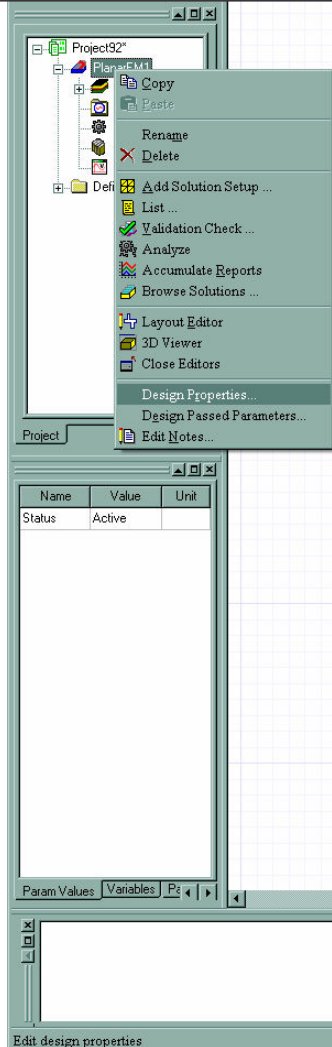 Project92*
PlanarEM1
Copy
Paste
Rename
Delete
Defi
Add Solution Setup ...
List ...
Validation Check ...
Analyze
Accumulate Reports
Browse Solutions ...
Layout Editor
3D Viewer
Close Editors
Design Properties...
Design Passed Parameters...
Edit Notes...
Project
Name Value Unit
Status Active
Param Values Variables Pa
Edit design properties